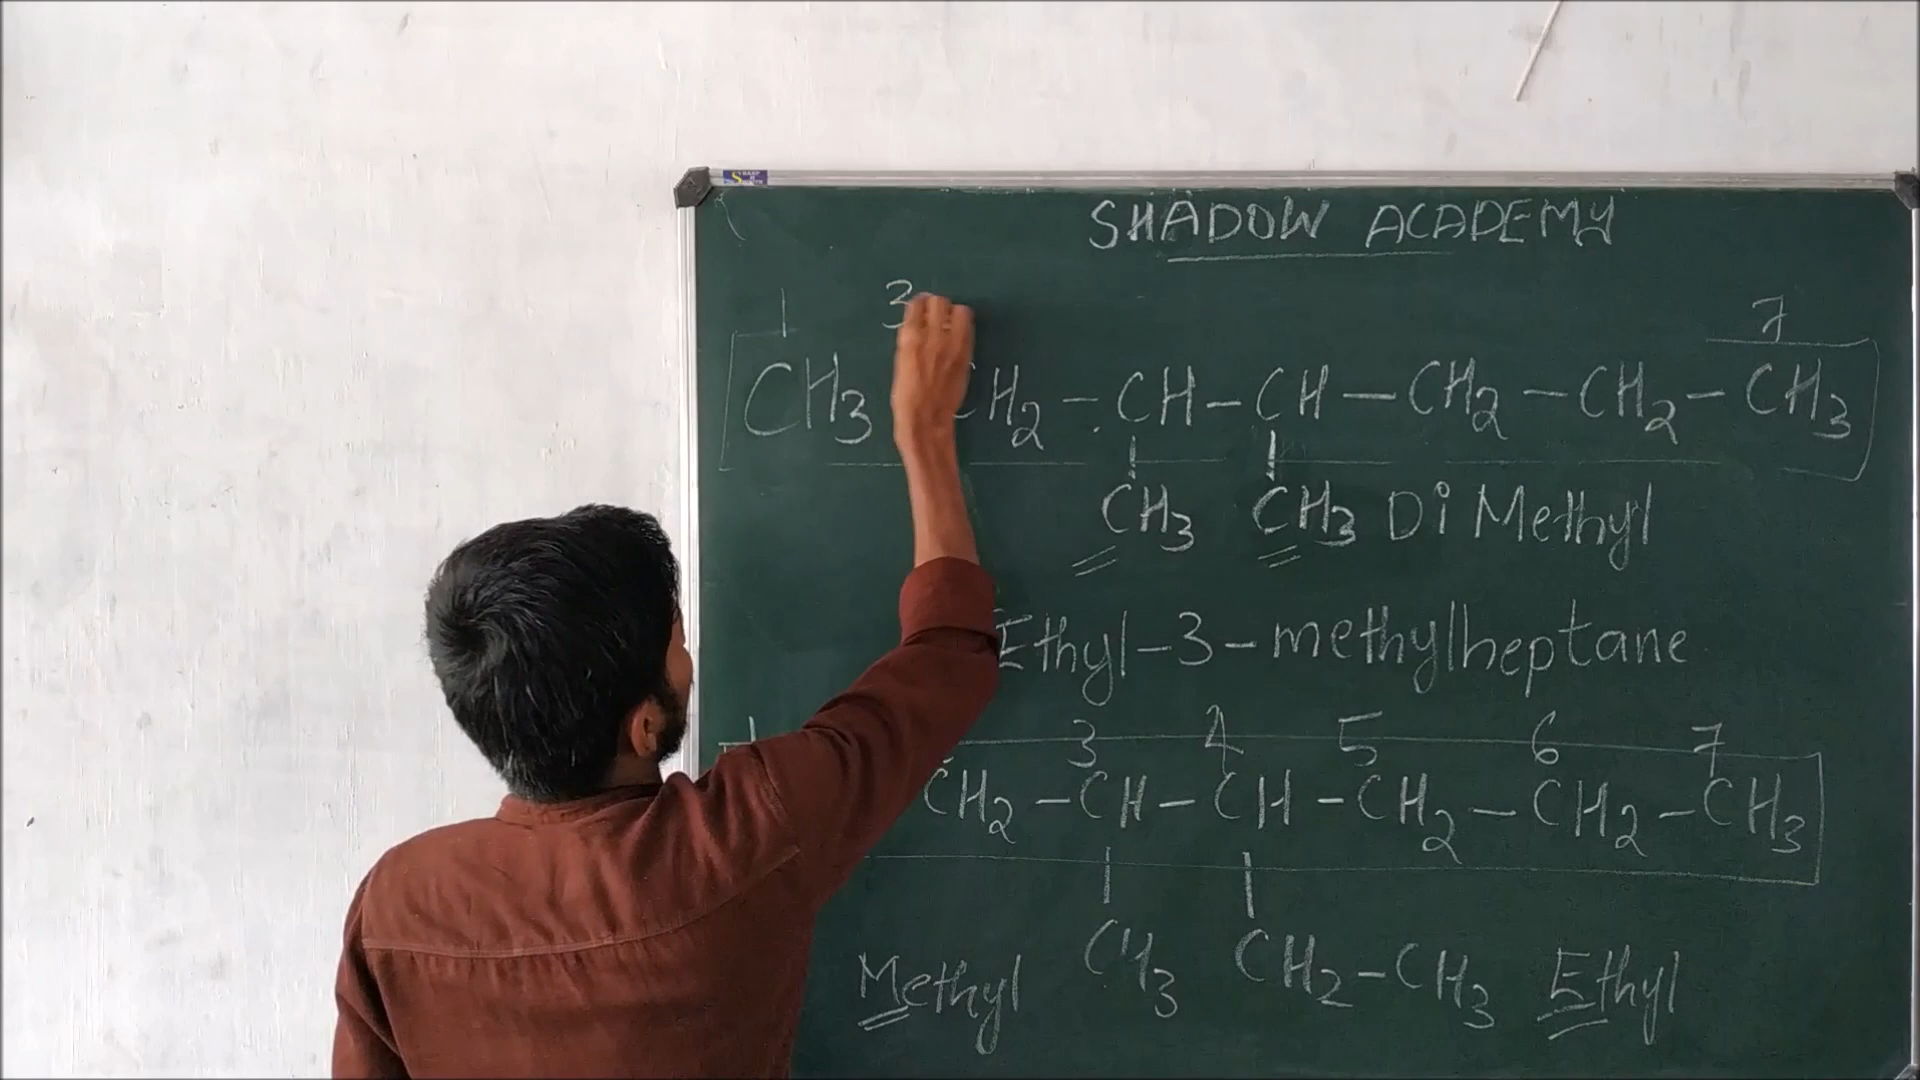 SHADOW ACADEMY
1 3 7
CH3 CH2 - CH - CH - CH2 - CH2 - CH3
CH3 CH3 Di Methyl
Ethyl-3-methylheptane
1 3 4 5 6 7
CH2 - CH - CH - CH2 - CH2 - CH3
Methyl CH3 CH2-CH3 Ethyl